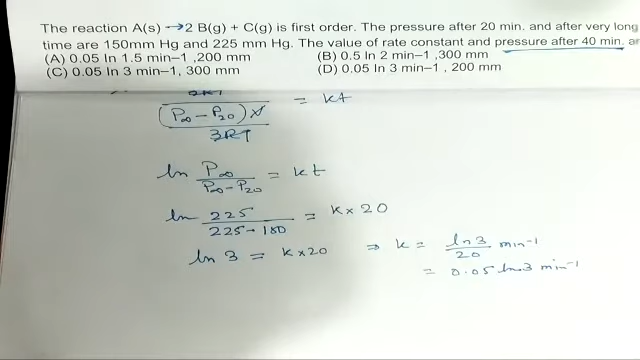 The reaction A(s) →2 B(g) + C(g) is first order. The pressure after 20 min. and after very long
time are 150mm Hg and 225 mm Hg. The value of rate constant and pressure after 40 min. ar
(A) 0.05 ln 1.5 min–1 ,200 mm (B) 0.5 ln 2 min–1 ,300 mm
(C) 0.05 ln 3 min–1, 300 mm (D) 0.05 ln 3 min–1 , 200 mm
(P∞ - P20) V = kt
3RT
ln P∞ / P∞ - P20 = kt
ln 225 / 225 - 150 = K × 20
ln 3 = K × 20 ⇒ k = ln 3 / 20 min-1
= 0.05 ln 3 min-1